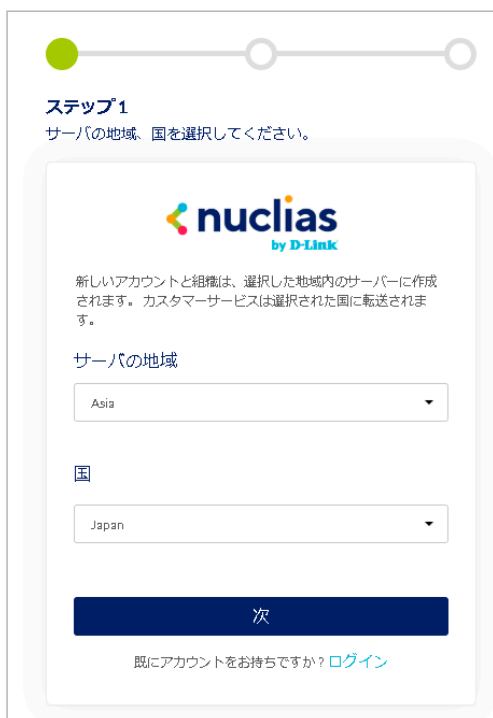 ステップ1
サーバの地域、国を選択してください。
nuclias
by D-Link
新しいアカウントと組織は、選択した地域内のサーバーに作成
されます。カスタマーサービスは選択された国に転送されま
す。
サーバの地域
Asia
国
Japan
次
既にアカウントをお持ちですか？ログイン